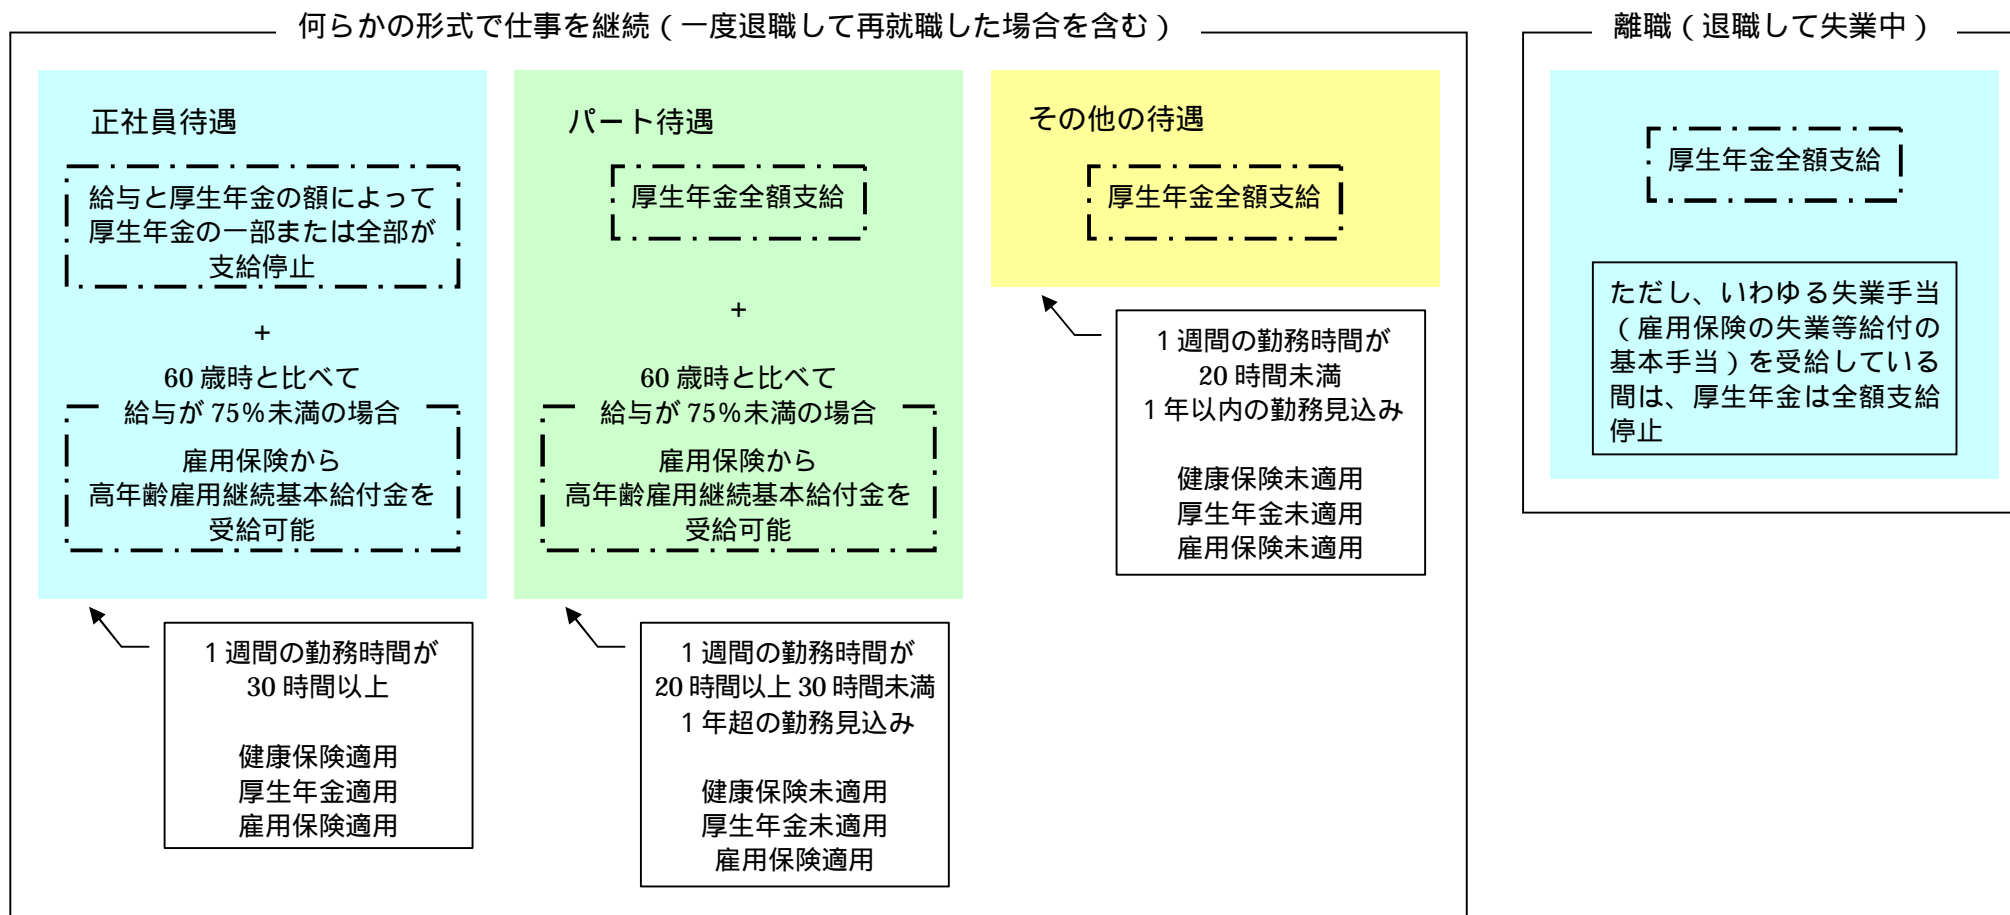 何らかの形式で仕事を継続（一度退職して再就職した場合を含む）
正社員待遇
給与と厚生年金の額によって
厚生年金の一部または全部が
支給停止
+
60 歳時と比べて
給与が 75%未満の場合
雇用保険から
高年齢雇用継続基本給付金を
受給可能
1 週間の勤務時間が
30 時間以上
健康保険適用
厚生年金適用
雇用保険適用
パート待遇
厚生年金全額支給
+
60 歳時と比べて
給与が 75%未満の場合
雇用保険から
高年齢雇用継続基本給付金を
受給可能
1 週間の勤務時間が
20 時間以上 30 時間未満
1 年超の勤務見込み
健康保険未適用
厚生年金未適用
雇用保険適用
その他の待遇
厚生年金全額支給
1 週間の勤務時間が
20 時間未満
1 年以内の勤務見込み
健康保険未適用
厚生年金未適用
雇用保険未適用
離職（退職して失業中）
厚生年金全額支給
ただし、いわゆる失業手当
（雇用保険の失業等給付の
基本手当）を受給している
間は、厚生年金は全額支給
停止